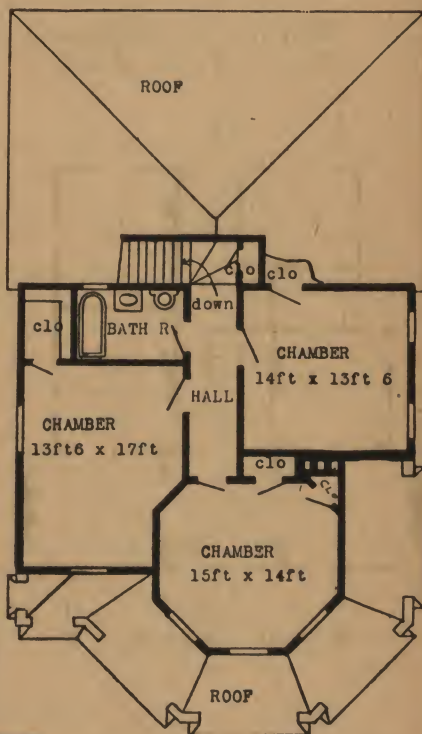 ROOF
clo
clo
down
clo
BATH R
CHAMBER
14ft x 13ft 6
HALL
CHAMBER
13ft6 x 17ft
clo
CLO
CHAMBER
15ft x 14ft
ROOF